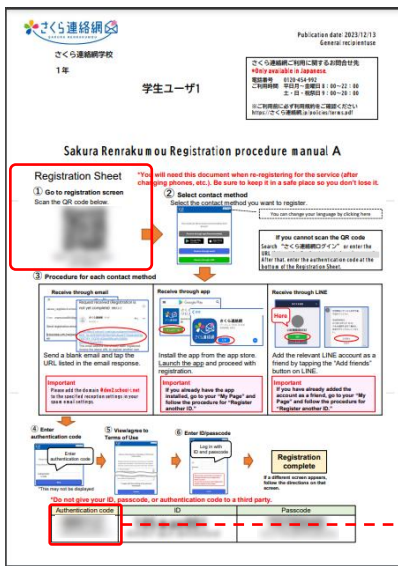 さくら連絡網
SAKURA RENRAKUMOU
Publication date: 2023/12/13
General recipientuse
さくら連絡網学校
1年
学生ユーザ1
さくら連絡網ご利用に関するお問合せ先
*Only available in Japanese.
電話番号 0120-454-992
ご利用時間 平日月~金曜日 8:00~22:00
土・日・祝祭日 9:00~20:00
※ご利用前に必ず利用規約をご確認ください
https://さくら連絡網.jp/policies/terms.pdf
Sakura Renrakumou Registration procedure manual A
Registration Sheet
*You will need this document when re-registering for the service (after
changing phones, etc.). Be sure to keep it in a safe place so you don't lose it.
① Go to registration screen
Scan the QR code below.
② Select contact method
Select the contact method you want to register.
You can change your language by clicking here
If you cannot scan the QR code
Search "さくら連絡網ログイン" or enter the
URL
After that, enter the authentication code at the
bottom of the Registration Sheet.
③ Procedure for each contact method
Receive through email
Send a blank email and tap the
URL listed in the email response.
Important
Please add the domain
to the specified reception settings in your
spam email settings.
Receive through app
Google Play
さくら連絡網
Install the app from the app store.
Launch the app and proceed with
registration.
Important
If you already have the app
installed, go to your "My Page"
and follow the procedure for "Register
another ID."
Receive through LINE
Here
Add the relevant LINE account as a
friend by tapping the "Add friends"
button on LINE.
Important
If you have already added the
account as a friend, go to your "My
Page" and follow the procedure for
"Register another ID."
④ Enter
authentication code
Enter
authentication code
*This may not be displayed
⑤ View/agree to
Terms of Use
⑥ Enter ID/passcode
Log in with
ID and passcode
Registration
complete
If a different screen appears,
follow the directions on that
screen.
*Do not give your ID, passcode, or authentication code to a third party.
Authentication code
ID
Passcode